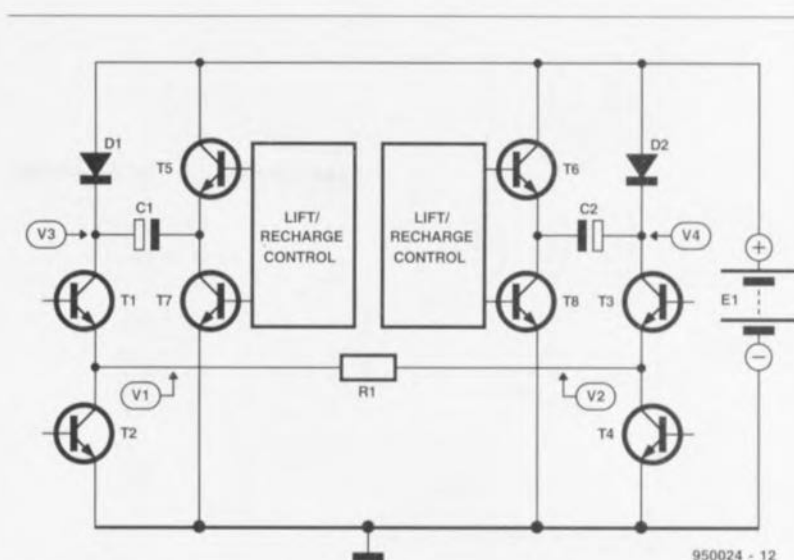 D1
T5
T6
D2
C1
LIFT/
RECHARGE
CONTROL
LIFT/
RECHARGE
CONTROL
C2
V3
V4
+
T1
T7
T8
T3
E1
−
V1
R1
V2
T2
T4
950024 - 12